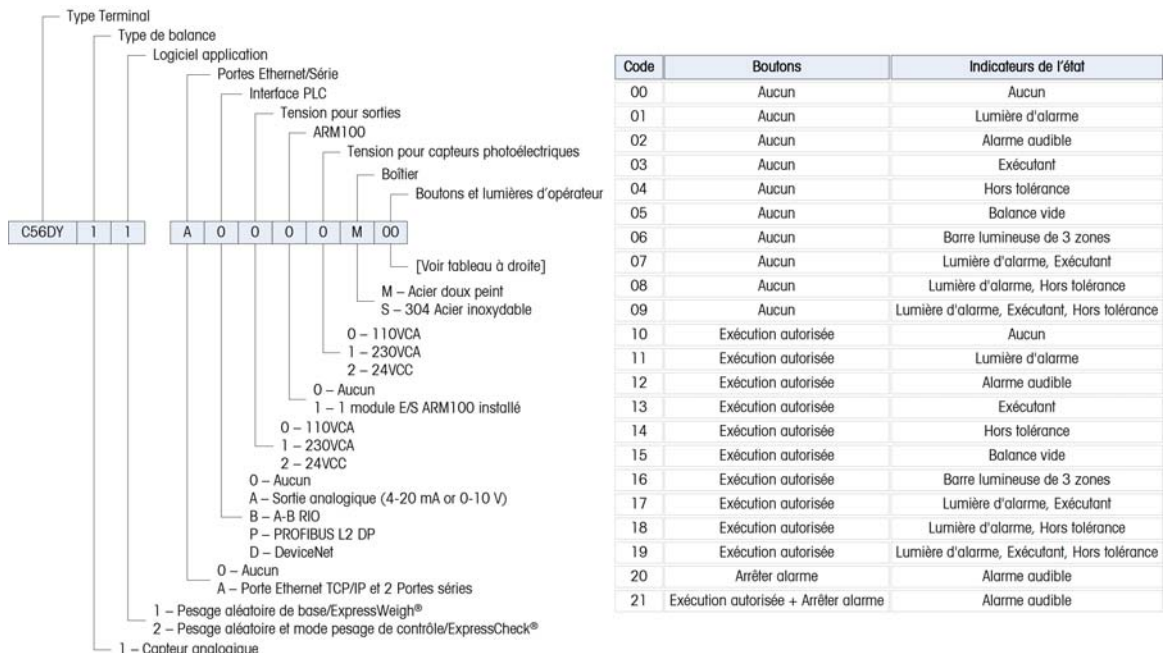 Type Terminal
Type de balance
Logiciel application
Portes Ethernet/Série
Interface PLC
Tension pour sorties
ARM100
Tension pour capteurs photoélectriques
Boîtier
Boutons et lumières d'opérateur
C56DY 1 1 A 0 0 0 0 M 00
[Voir tableau à droite]
M – Acier doux peint
S – 304 Acier inoxydable
0 – 110VCA
1 – 230VCA
2 – 24VCC
0 – Aucun
1 – 1 module E/S ARM100 installé
0 – 110VCA
1 – 230VCA
2 – 24VCC
0 – Aucun
A – Sortie analogique (4-20 mA or 0-10 V)
B – A-B RIO
P – PROFIBUS L2 DP
D – DeviceNet
0 – Aucun
A – Porte Ethernet TCP/IP et 2 Portes séries
1 – Pesage aléatoire de base/ExpressWeigh®
2 – Pesage aléatoire et mode pesage de contrôle/ExpressCheck®
1 – Capteur analogique
Code Boutons Indicateurs de l'état
00 Aucun Aucun
01 Aucun Lumière d'alarme
02 Aucun Alarme audible
03 Aucun Exécutant
04 Aucun Hors tolérance
05 Aucun Balance vide
06 Aucun Barre lumineuse de 3 zones
07 Aucun Lumière d'alarme, Exécutant
08 Aucun Lumière d'alarme, Hors tolérance
09 Aucun Lumière d'alarme, Exécutant, Hors tolérance
10 Exécution autorisée Aucun
11 Exécution autorisée Lumière d'alarme
12 Exécution autorisée Alarme audible
13 Exécution autorisée Exécutant
14 Exécution autorisée Hors tolérance
15 Exécution autorisée Balance vide
16 Exécution autorisée Barre lumineuse de 3 zones
17 Exécution autorisée Lumière d'alarme, Exécutant
18 Exécution autorisée Lumière d'alarme, Hors tolérance
19 Exécution autorisée Lumière d'alarme, Exécutant, Hors tolérance
20 Arrêter alarme Alarme audible
21 Exécution autorisée + Arrêter alarme Alarme audible